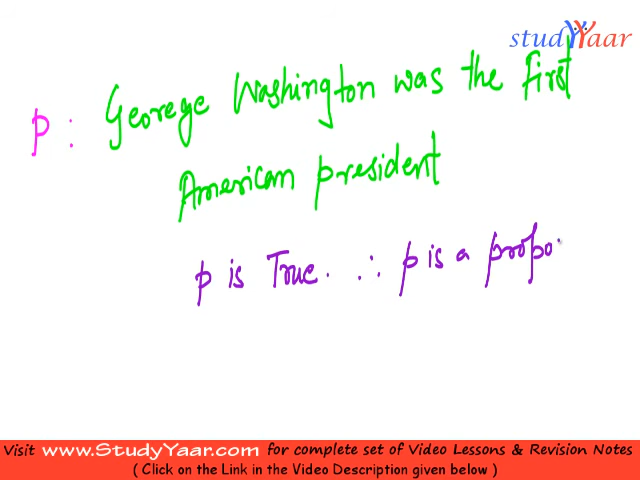 studYYaar
p : Georege Washington was the first
American president
p is True. ∴ p is a propo
Visit www.StudyYaar.com for complete set of Video Lessons & Revision Notes
( Click on the Link in the Video Description given below )